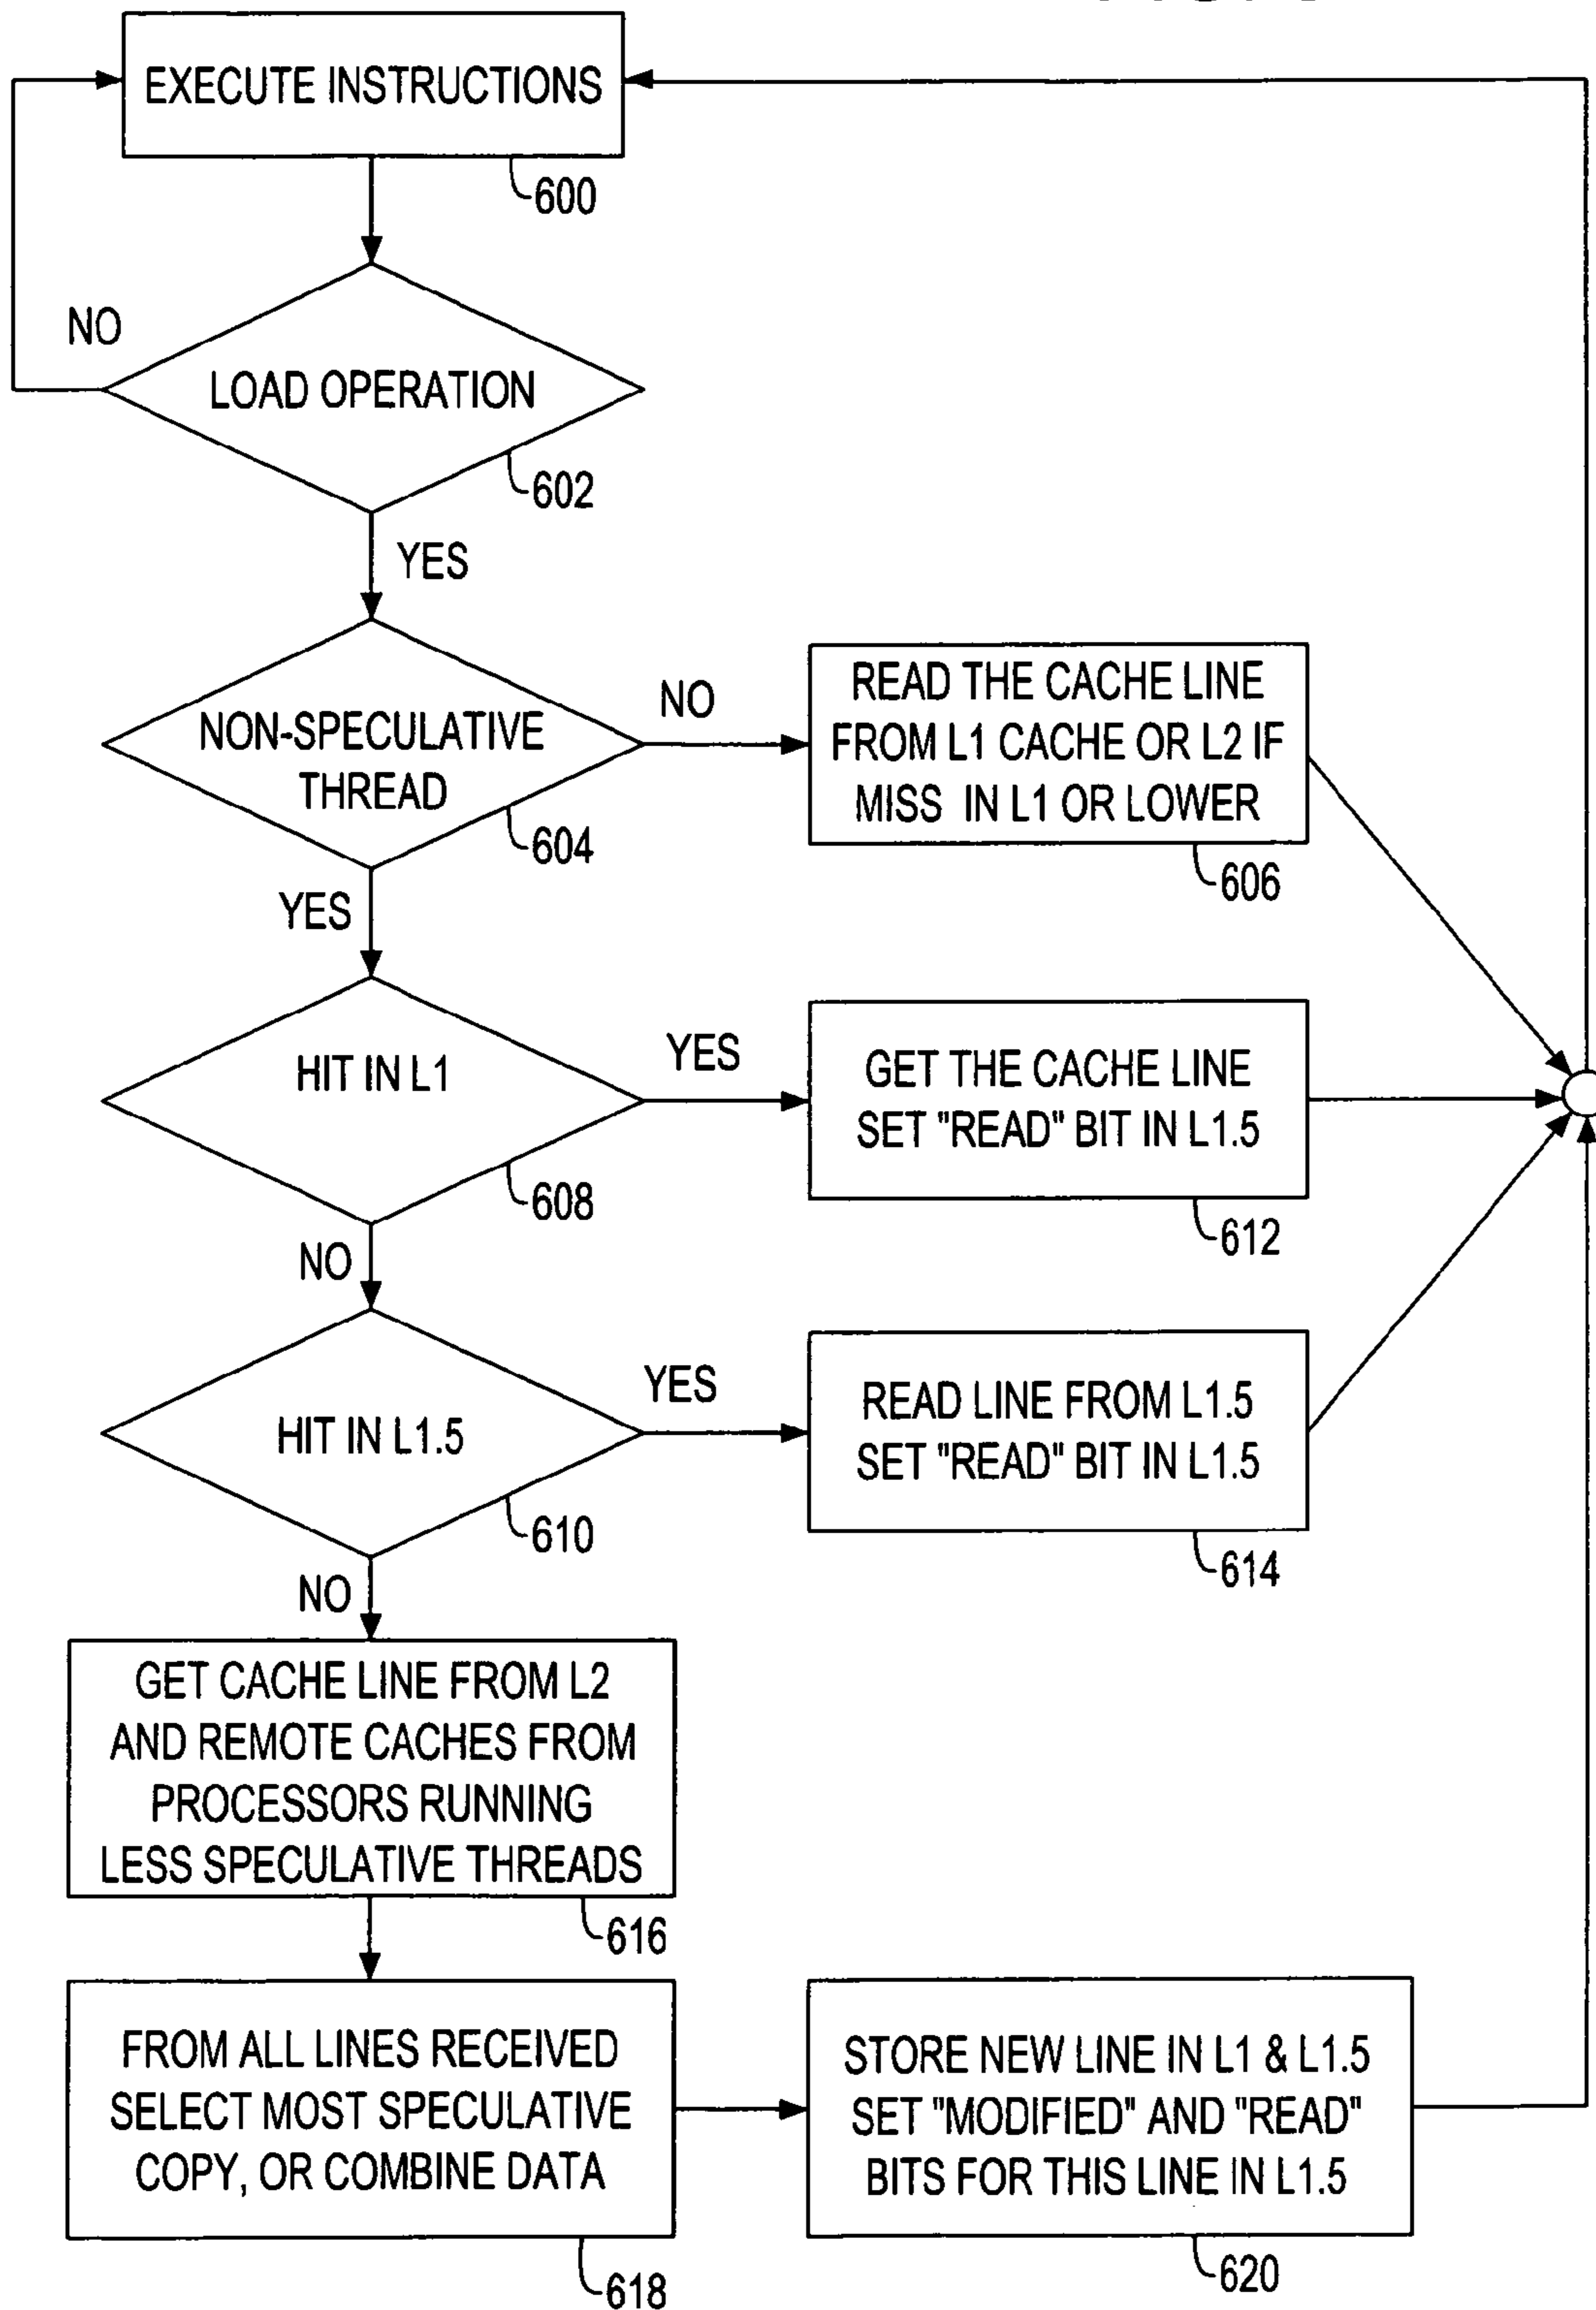 EXECUTE INSTRUCTIONS
600
NO
LOAD OPERATION
602
YES
NON-SPECULATIVE
THREAD
604
NO
READ THE CACHE LINE
FROM L1 CACHE OR L2 IF
MISS IN L1 OR LOWER
606
YES
HIT IN L1
608
YES
GET THE CACHE LINE
SET "READ" BIT IN L1.5
612
NO
HIT IN L1.5
610
YES
READ LINE FROM L1.5
SET "READ" BIT IN L1.5
614
NO
GET CACHE LINE FROM L2
AND REMOTE CACHES FROM
PROCESSORS RUNNING
LESS SPECULATIVE THREADS
616
FROM ALL LINES RECEIVED
SELECT MOST SPECULATIVE
COPY, OR COMBINE DATA
618
STORE NEW LINE IN L1 & L1.5
SET "MODIFIED" AND "READ"
BITS FOR THIS LINE IN L1.5
620